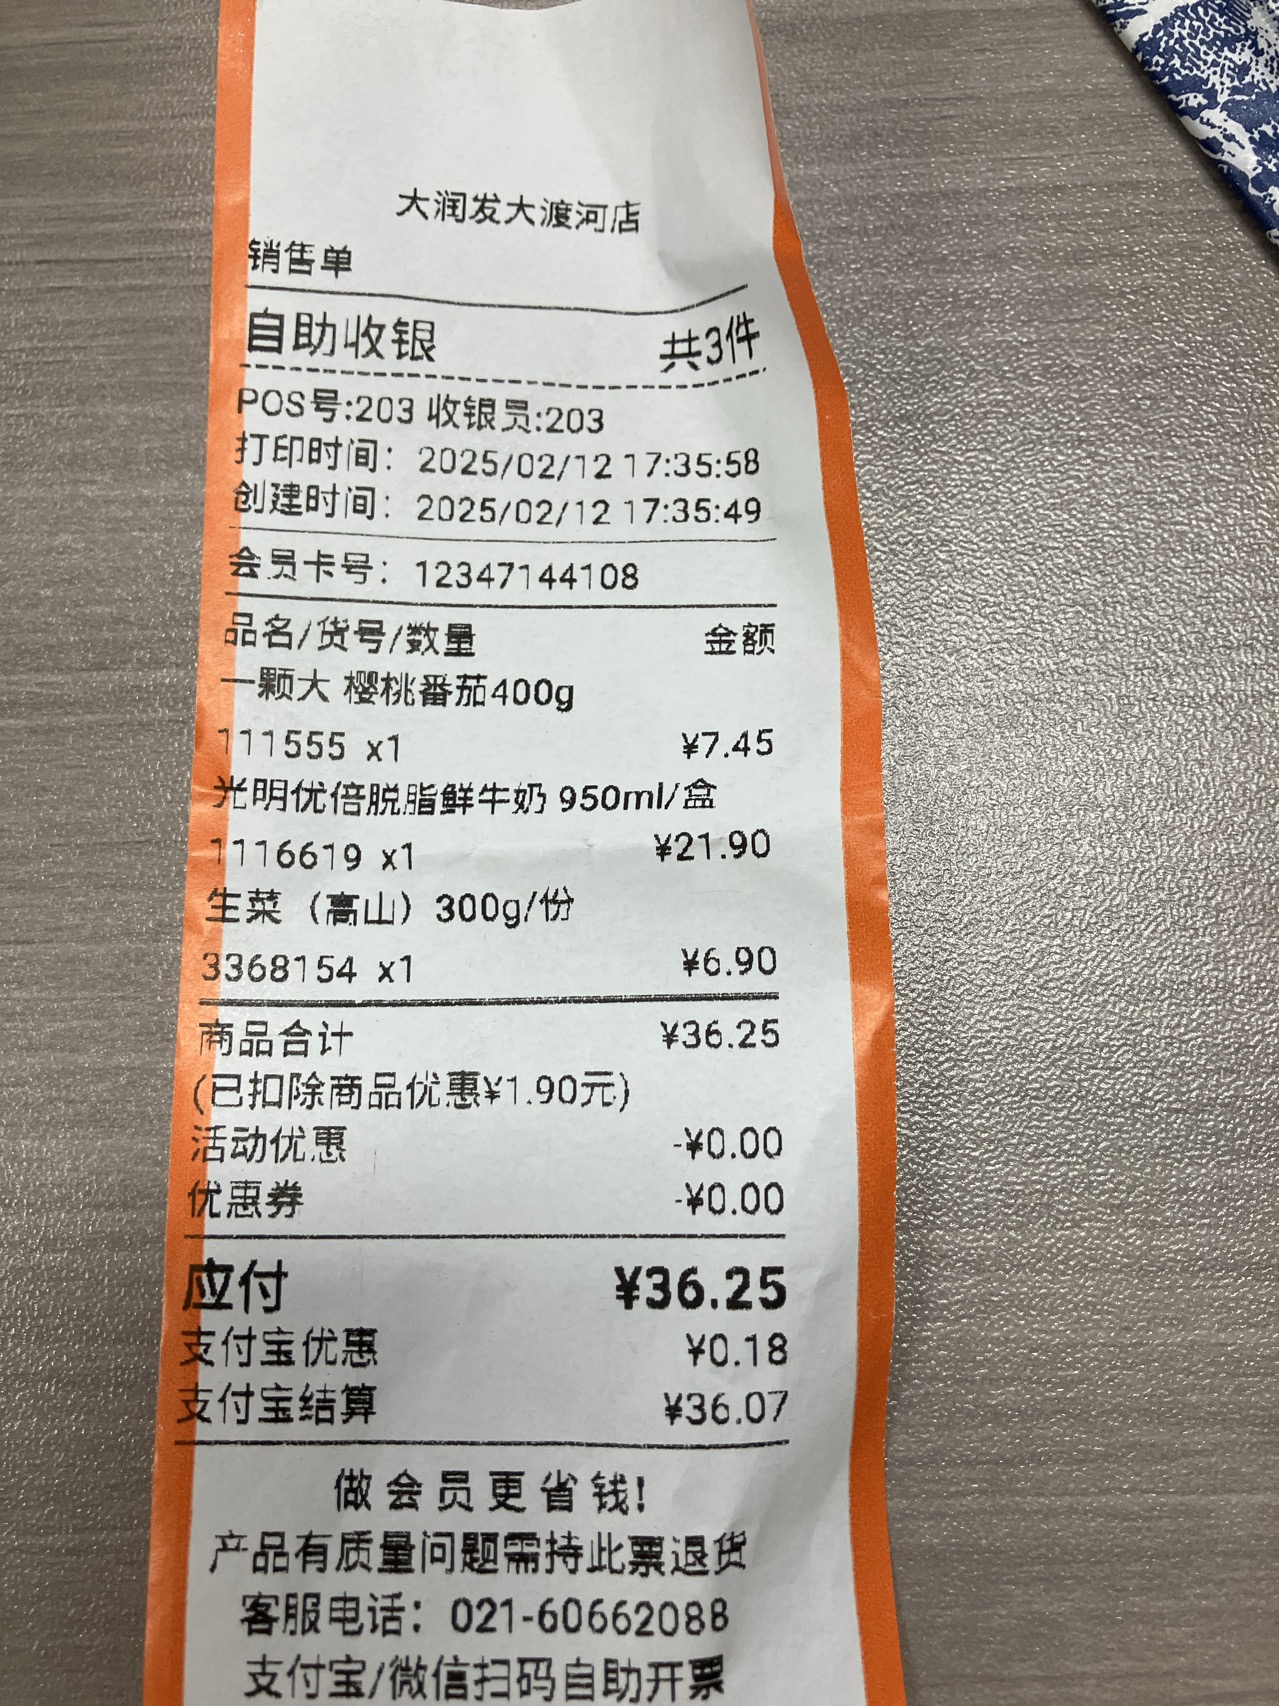 大润发大渡河店
销售单
自助收银 共3件
POS号:203 收银员:203
打印时间: 2025/02/12 17:35:58
创建时间: 2025/02/12 17:35:49
会员卡号: 12347144108
品名/货号/数量 金额
一颗大 樱桃番茄400g
111555 x1 ¥7.45
光明优倍脱脂鲜牛奶 950ml/盒
1116619 x1 ¥21.90
生菜（高山）300g/份
3368154 x1 ¥6.90
商品合计 ¥36.25
(已扣除商品优惠¥1.90元)
活动优惠 -¥0.00
优惠券 -¥0.00
应付 ¥36.25
支付宝优惠 ¥0.18
支付宝结算 ¥36.07
做会员更省钱!
产品有质量问题需持此票退货
客服电话: 021-60662088
支付宝/微信扫码自助开票